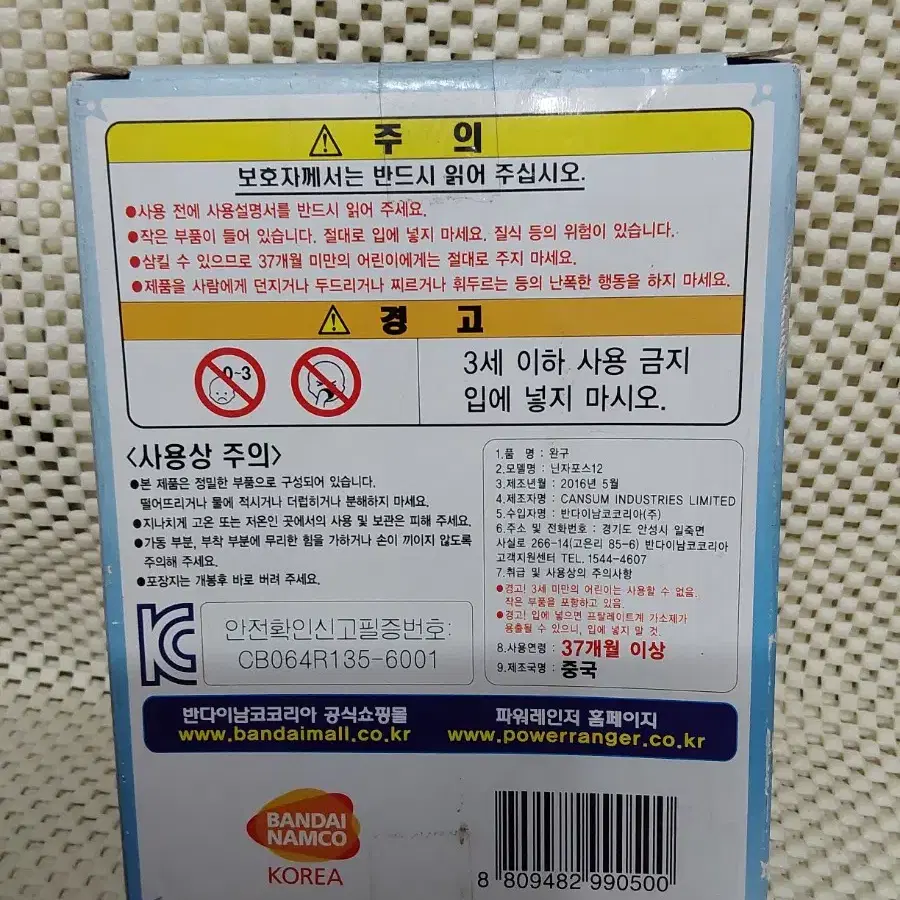 주 의
보호자께서는 반드시 읽어 주십시오.
●사용 전에 사용설명서를 반드시 읽어 주세요.
●작은 부품이 들어 있습니다. 절대로 입에 넣지 마세요. 질식 등의 위험이 있습니다.
●삼킬 수 있으므로 37개월 미만의 어린이에게는 절대로 주지 마세요.
●제품을 사람에게 던지거나 두드리거나 찌르거나 휘두르는 등의 난폭한 행동을 하지 마세요.
경 고
0-3
3세 이하 사용 금지
입에 넣지 마시오.
<사용상 주의>
●본 제품은 정밀한 부품으로 구성되어 있습니다.
떨어뜨리거나 물에 적시거나 더럽히거나 분해하지 마세요.
●지나치게 고온 또는 저온인 곳에서의 사용 및 보관은 피해 주세요.
●가동 부분, 부착 부분에 무리한 힘을 가하거나 손이 끼이지 않도록
주의해 주세요.
●포장지는 개봉후 바로 버려 주세요.
안전확인신고필증번호:
CB064R135-6001
1.품 명 : 완구
2.모델명 : 닌자포스12
3.제조년월 : 2016년 5월
4.제조자명 : CANSUM INDUSTRIES LIMITED
5.수입자명 : 반다이남코코리아(주)
6.주소 및 전화번호 : 경기도 안성시 일죽면
사실로 266-14(고은리 85-6) 반다이남코코리아
고객지원센터 TEL. 1544-4607
7.취급 및 사용상의 주의사항
●경고! 3세 미만의 어린이는 사용할 수 없음.
작은 부품을 포함하고 있음.
●경고! 입에 넣으면 프탈레이트계 가소제가
용출될 수 있으니, 입에 넣지 말 것.
8.사용연령 : 37개월 이상
9.제조국명 : 중국
반다이남코코리아 공식쇼핑몰
www.bandaimall.co.kr
파워레인저 홈페이지
www.powerranger.co.kr
BANDAI
NAMCO
KOREA
8 809482 990500